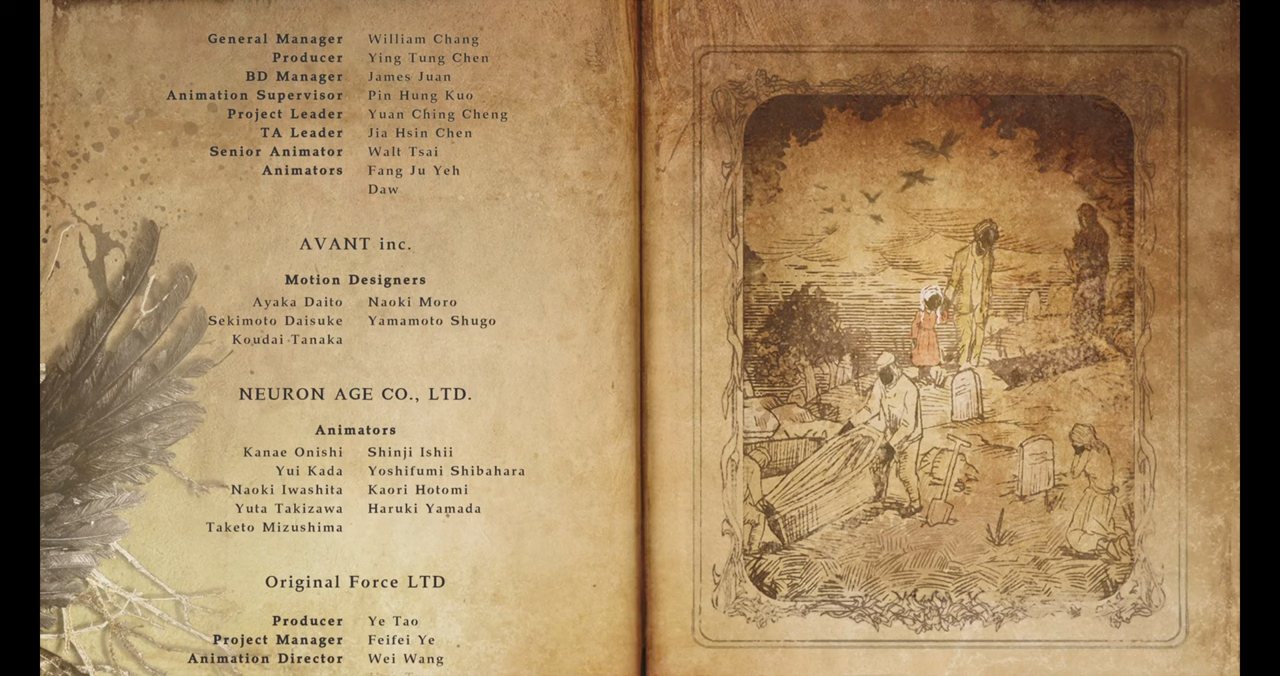 General Manager William Chang
Producer Ying Tung Chen
BD Manager James Juan
Animation Supervisor Pin Hung Kuo
Project Leader Yuan Ching Cheng
TA Leader Jia Hsin Chen
Senior Animator Walt Tsai
Animators Fang Ju Yeh
Daw
AVANT inc.
Motion Designers
Ayaka Daito Naoki Moro
Sekimoto Daisuke Yamamoto Shugo
Koudai Tanaka
NEURON AGE CO., LTD.
Animators
Kanae Onishi Shinji Ishii
Yui Kada Yoshifumi Shibahara
Naoki Iwashita Kaori Hotomi
Yuta Takizawa Haruki Yamada
Taketo Mizushima
Original Force LTD
Producer Ye Tao
Project Manager Feifei Ye
Animation Director Wei Wang